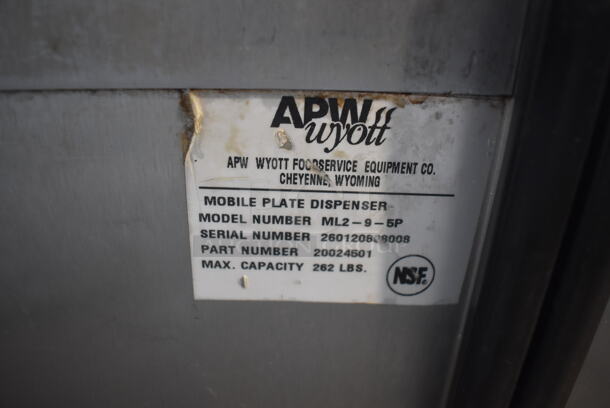 APW
wyott
APW WYOTT FOODSERVICE EQUIPMENT CO.
CHEYENNE, WYOMING
MOBILE PLATE DISPENSER
MODEL NUMBER ML2-9-5P
SERIAL NUMBER 260120808008
PART NUMBER 20024501
MAX. CAPACITY 262 LBS.
NSF